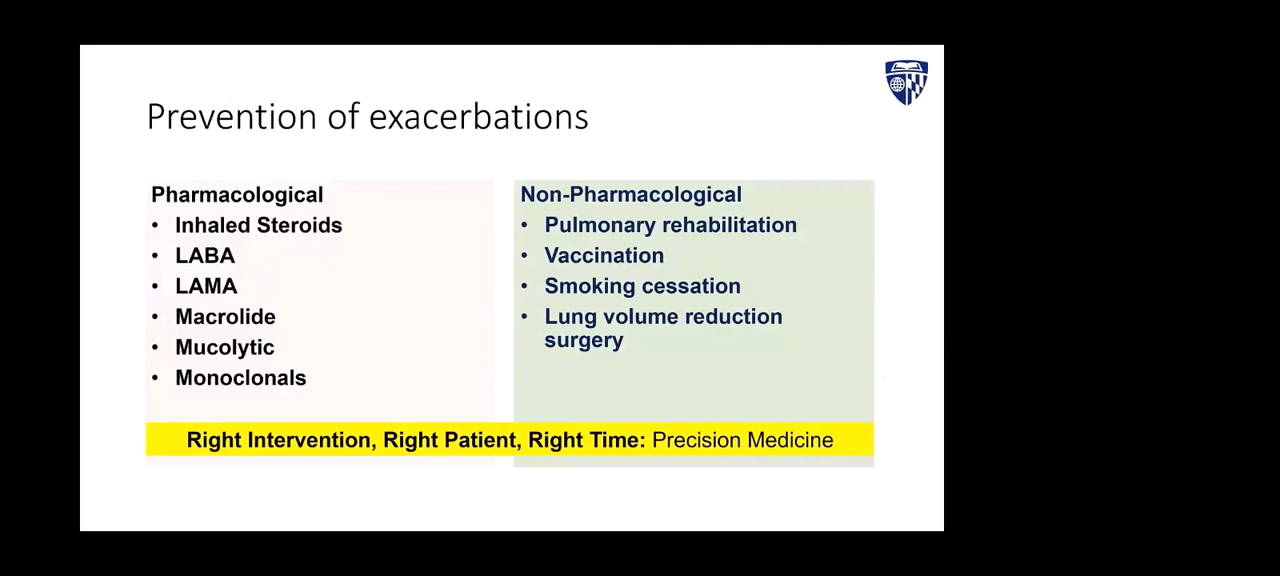 Prevention of exacerbations
Pharmacological
• Inhaled Steroids
• LABA
• LAMA
• Macrolide
• Mucolytic
• Monoclonals
Non-Pharmacological
• Pulmonary rehabilitation
• Vaccination
• Smoking cessation
• Lung volume reduction
surgery
Right Intervention, Right Patient, Right Time: Precision Medicine